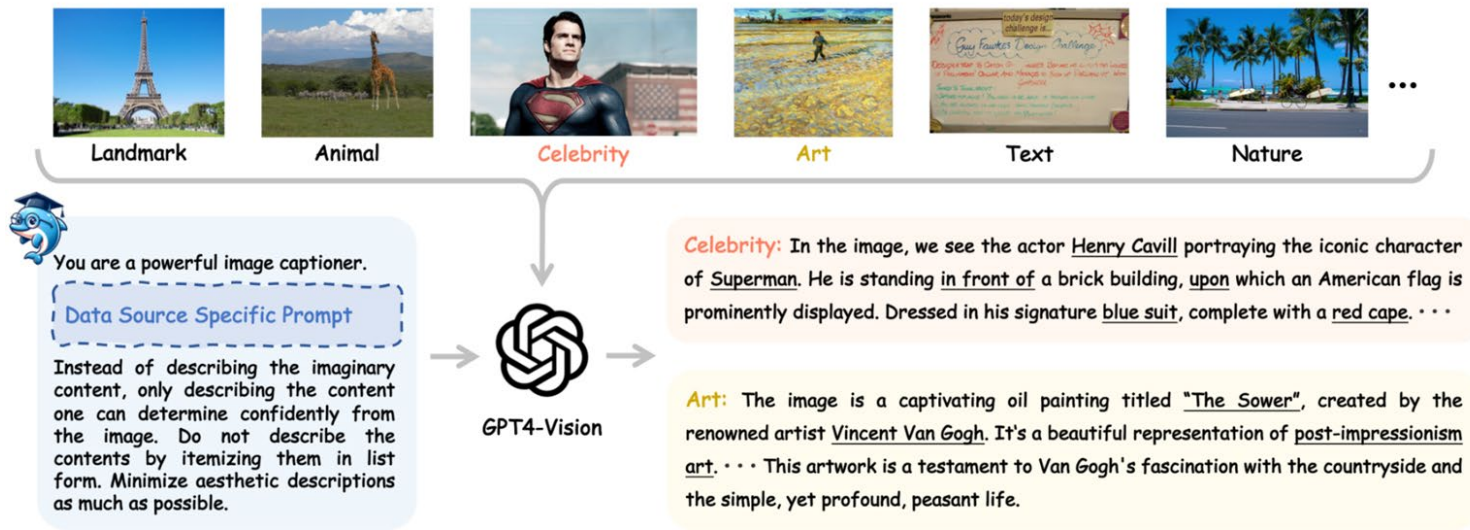 today's design
challenge is...
Guy Fawkes Design Challenge!
Landmark
Animal
Celebrity
Art
Text
Nature
...
You are a powerful image captioner.
Data Source Specific Prompt
Instead of describing the imaginary
content, only describing the content
one can determine confidently from
the image. Do not describe the
contents by itemizing them in list
form. Minimize aesthetic descriptions
as much as possible.
GPT4-Vision
Celebrity: In the image, we see the actor Henry Cavill portraying the iconic character
of Superman. He is standing in front of a brick building, upon which an American flag is
prominently displayed. Dressed in his signature blue suit, complete with a red cape. ···
Art: The image is a captivating oil painting titled “The Sower”, created by the
renowned artist Vincent Van Gogh. It's a beautiful representation of post-impressionism
art. ··· This artwork is a testament to Van Gogh's fascination with the countryside and
the simple, yet profound, peasant life.